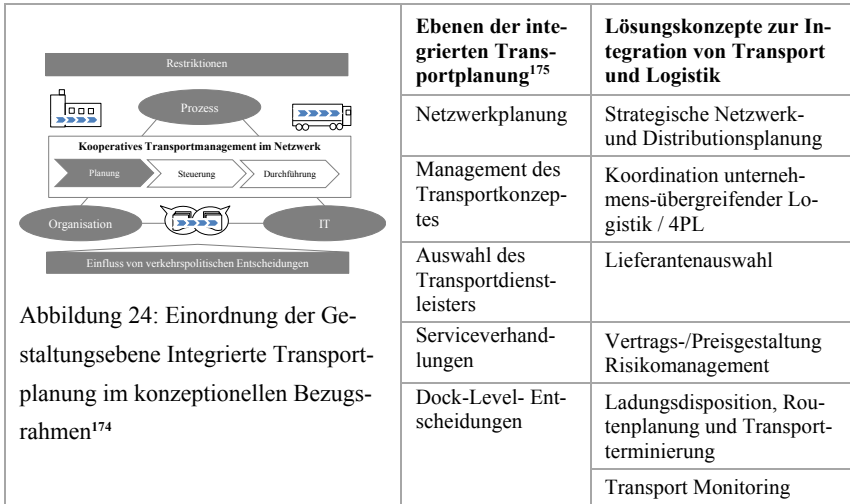 Restriktionen
Prozess
Kooperatives Transportmanagement im Netzwerk
Planung
Steuerung
Durchführung
Organisation
IT
Einfluss von verkehrspolitischen Entscheidungen
Abbildung 24: Einordnung der Ge-
staltungsebene Integrierte Transport-
planung im konzeptionellen Bezugs-
rahmen174
Ebenen der inte-
grierten Trans-
portplanung175
Lösungskonzepte zur In-
tegration von Transport
und Logistik
Netzwerkplanung
Strategische Netzwerk-
und Distributionsplanung
Management des
Transportkonzep-
tes
Koordination unterneh-
mens-übergreifender Lo-
gistik / 4PL
Auswahl des
Transportdienst-
leisters
Lieferantenauswahl
Serviceverhand-
lungen
Vertrags-/Preisgestaltung
Risikomanagement
Dock-Level- Ent-
scheidungen
Ladungsdisposition, Rou-
tenplanung und Transport-
terminierung
Transport Monitoring